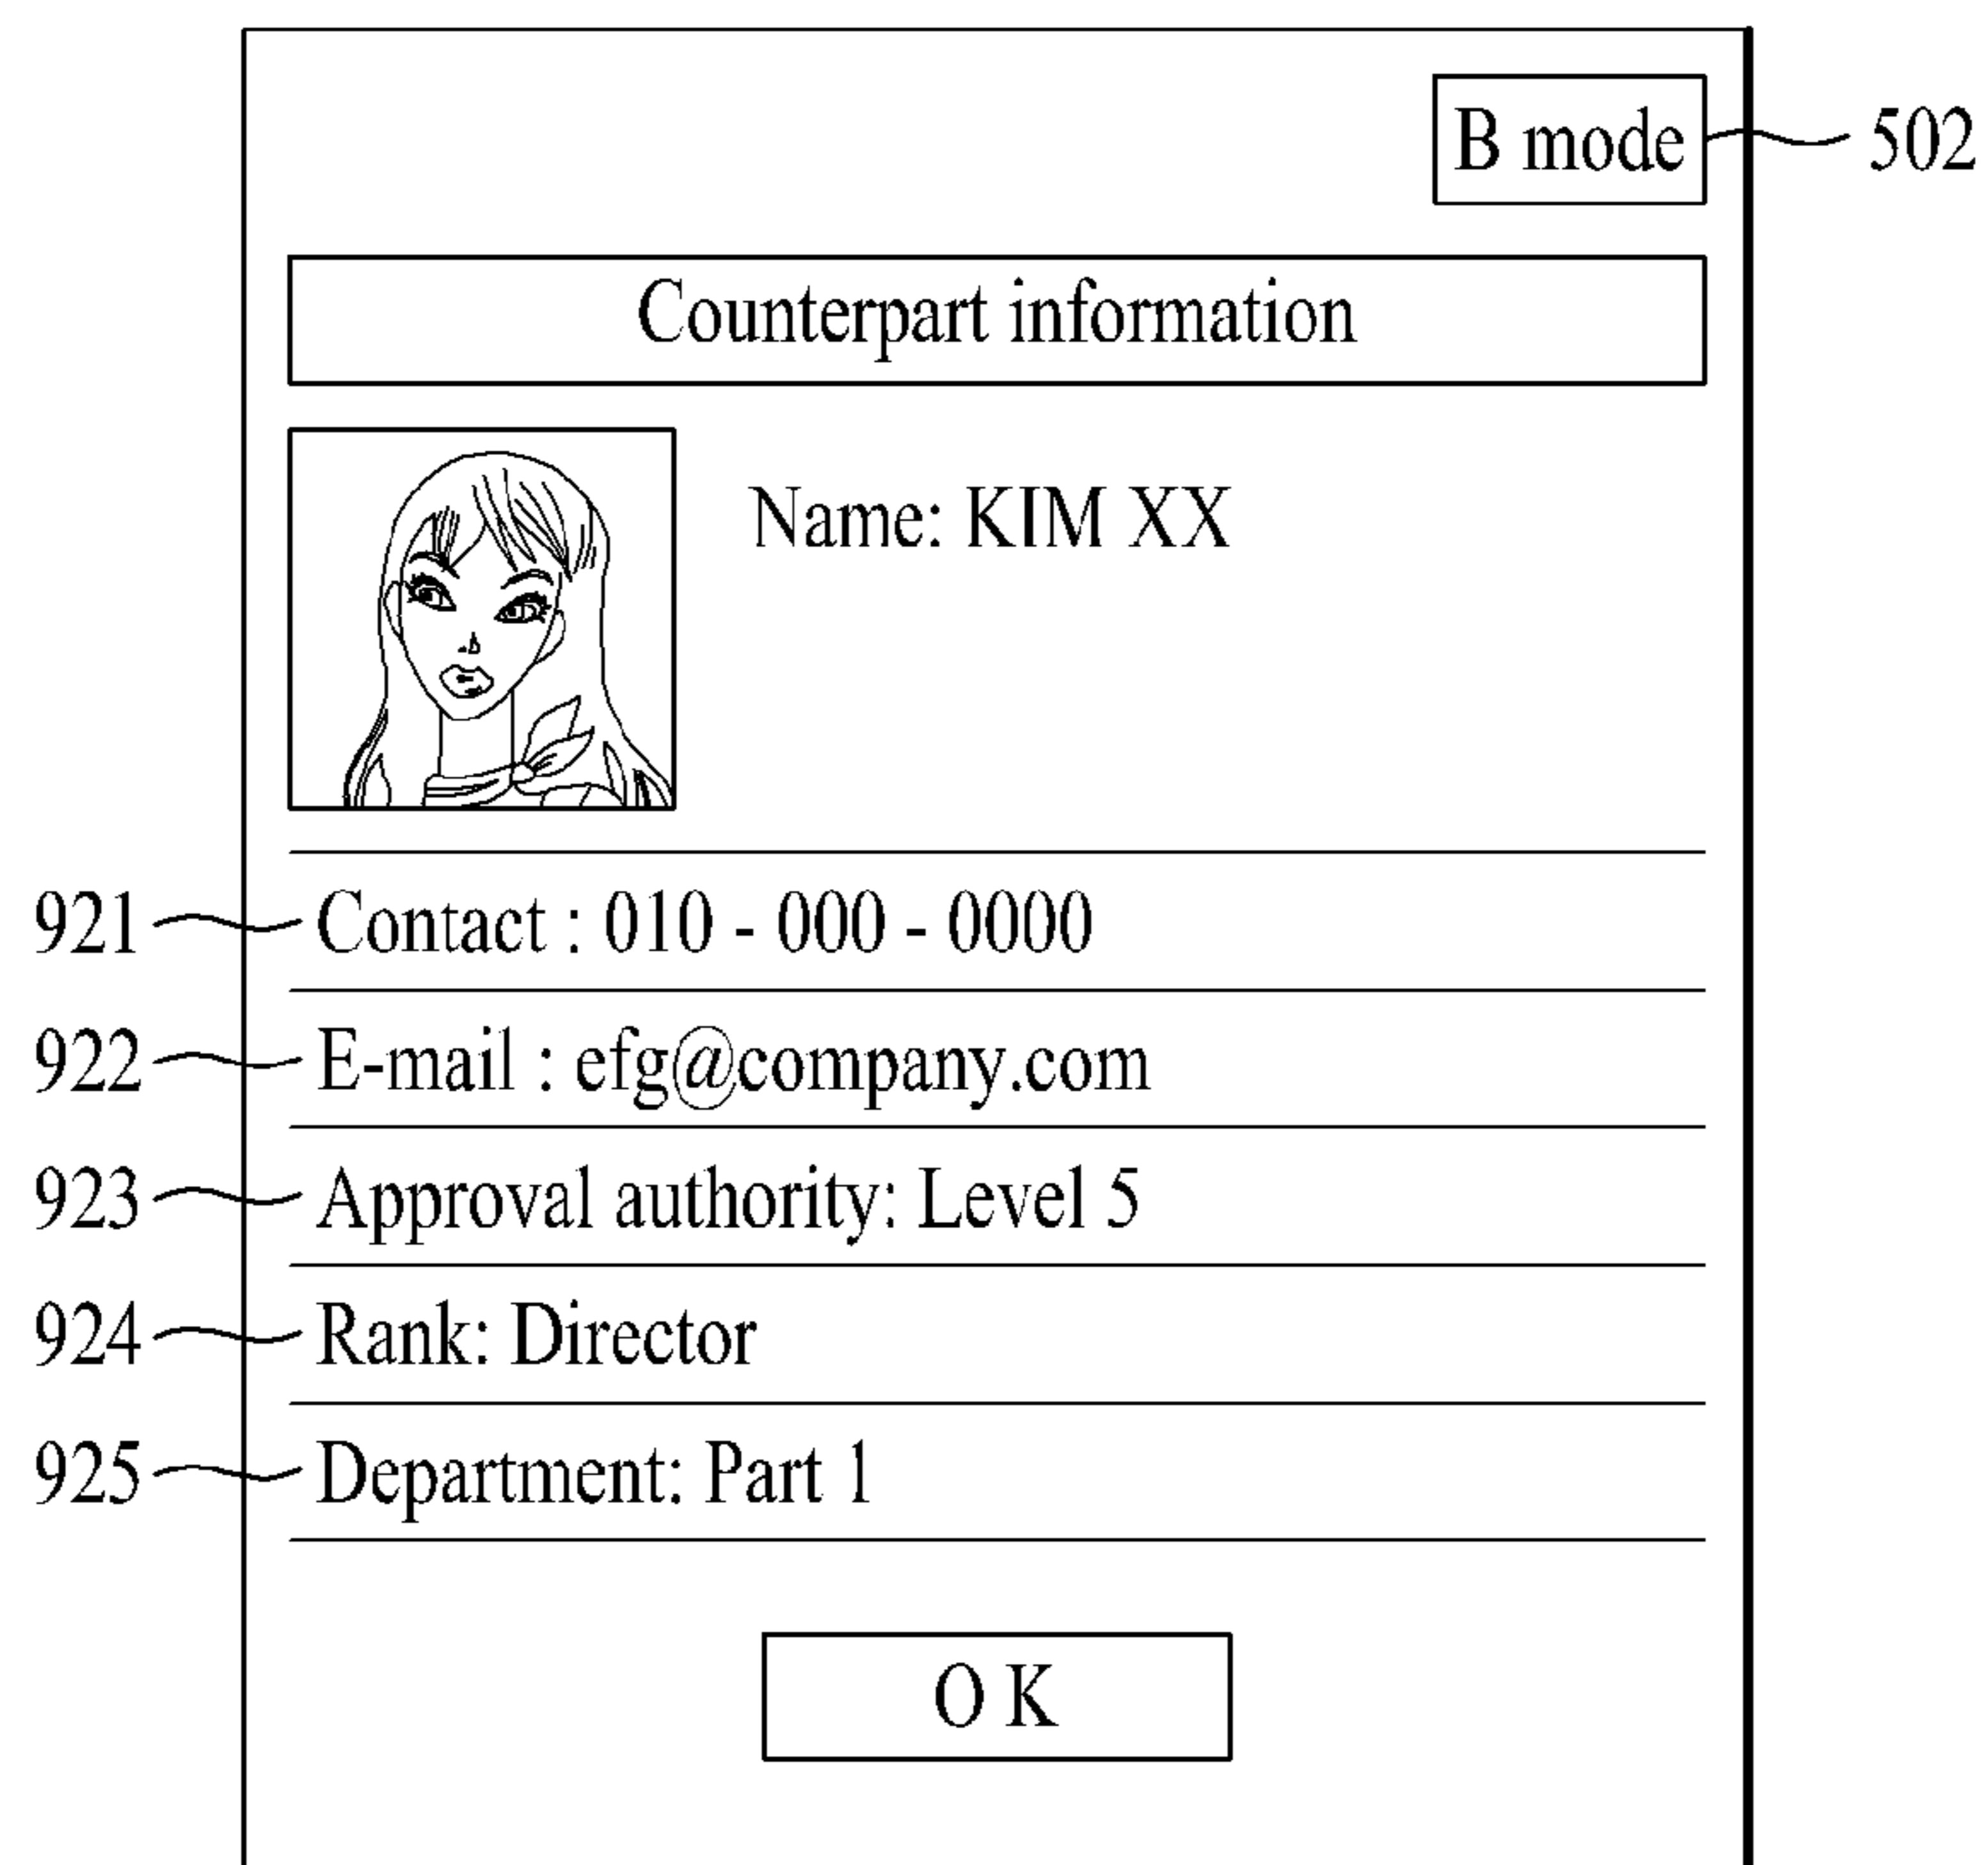 B mode
502
Counterpart information
Name: KIM XX
921 Contact : 010 - 000 - 0000
922 E-mail : efg@company.com
923 Approval authority: Level 5
924 Rank: Director
925 Department: Part 1
O K